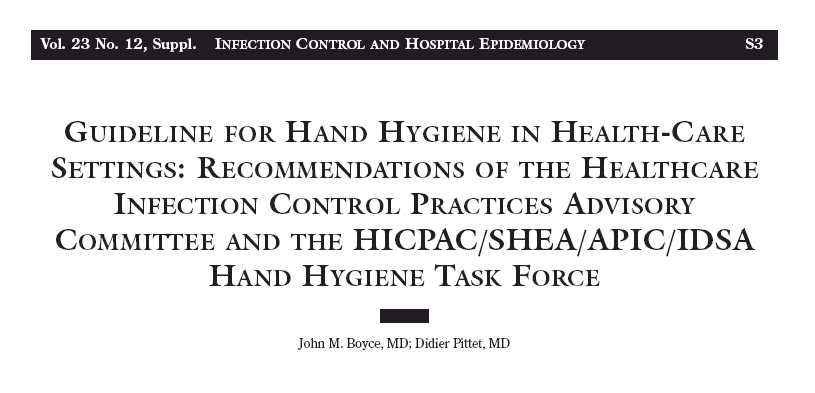 Vol. 23 No. 12, Suppl. INFECTION CONTROL AND HOSPITAL EPIDEMIOLOGY S3
GUIDELINE FOR HAND HYGIENE IN HEALTH-CARE
SETTINGS: RECOMMENDATIONS OF THE HEALTHCARE
INFECTION CONTROL PRACTICES ADVISORY
COMMITTEE AND THE HICPAC/SHEA/APIC/IDSA
HAND HYGIENE TASK FORCE
John M. Boyce, MD; Didier Pittet, MD